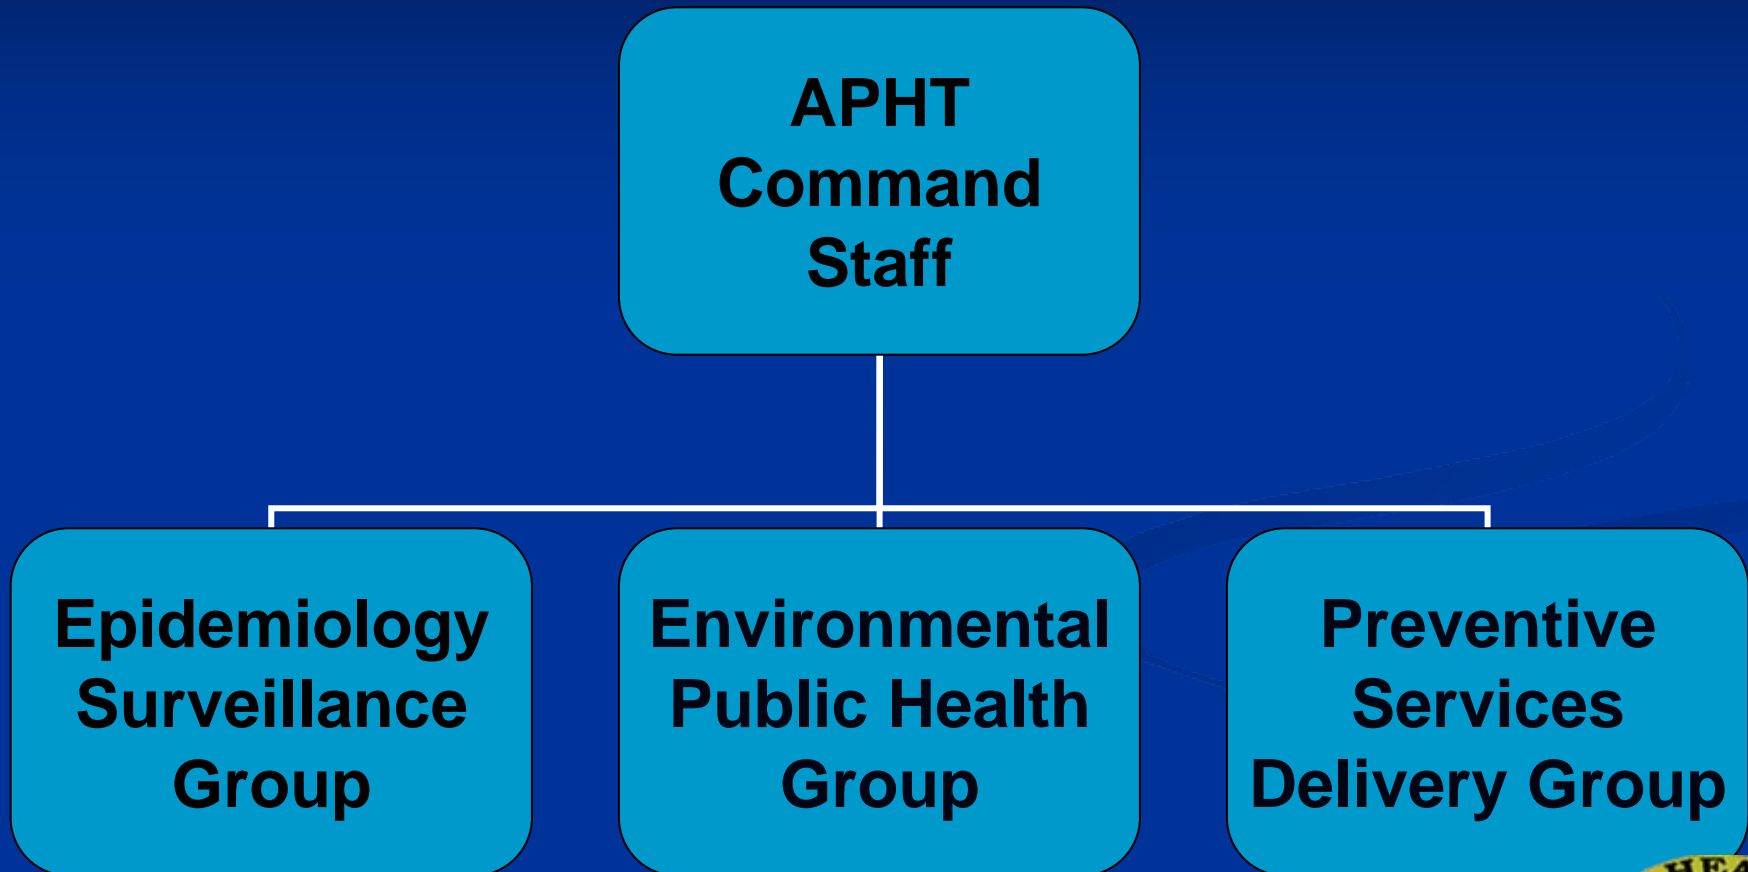 APHT
Command
Staff
Epidemiology
Surveillance
Group
Environmental
Public Health
Group
Preventive
Services
Delivery Group